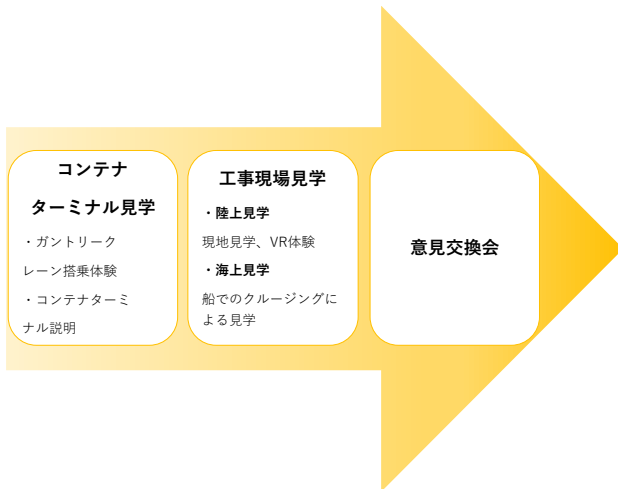 コンテナ
ターミナル見学
・ガントリーク
レーン搭乗体験
・コンテナターミ
ナル説明
工事現場見学
・陸上見学
現地見学、VR体験
・海上見学
船でのクルージングに
よる見学
意見交換会